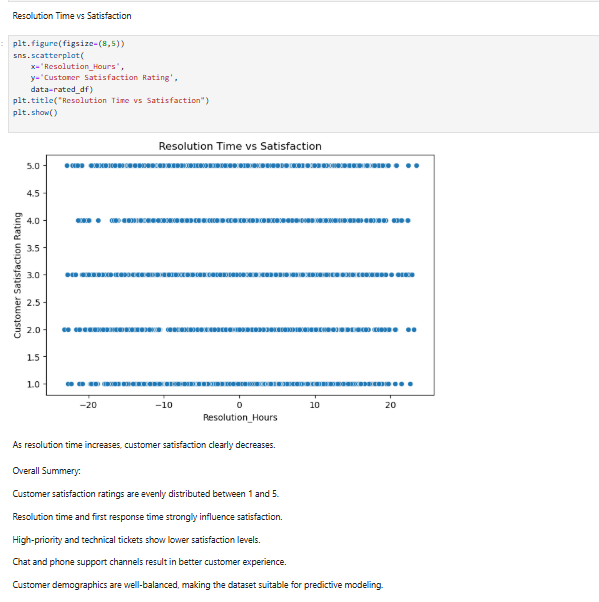 Resolution Time vs Satisfaction
:
plt.figure(figsize=(8,5))
sns.scatterplot(
x='Resolution_Hours',
y='Customer Satisfaction Rating',
data=rated_df)
plt.title("Resolution Time vs Satisfaction")
plt.show()
Resolution Time vs Satisfaction
5.0
4.5
4.0
3.5
3.0
2.5
2.0
1.5
1.0
Customer Satisfaction Rating
−20 −10 0 10 20
Resolution_Hours
As resolution time increases, customer satisfaction clearly decreases.
Overall Summery:
Customer satisfaction ratings are evenly distributed between 1 and 5.
Resolution time and first response time strongly influence satisfaction.
High-priority and technical tickets show lower satisfaction levels.
Chat and phone support channels result in better customer experience.
Customer demographics are well-balanced, making the dataset suitable for predictive modeling.